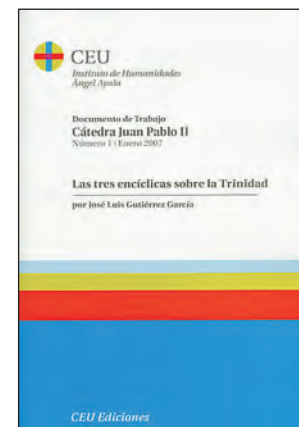 CEU
Instituto de Humanidades
Ángel Ayala
Documento de Trabajo
Cátedra Juan Pablo II
Número 1 | Enero 2007
Las tres encíclicas sobre la Trinidad
por José Luis Gutiérrez García
CEU Ediciones